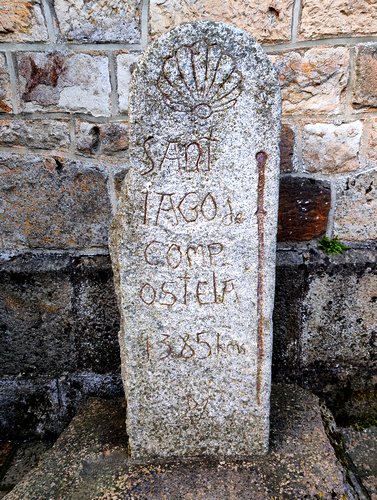 SANT
IAGO de
COMP
OSTELA
1385 km